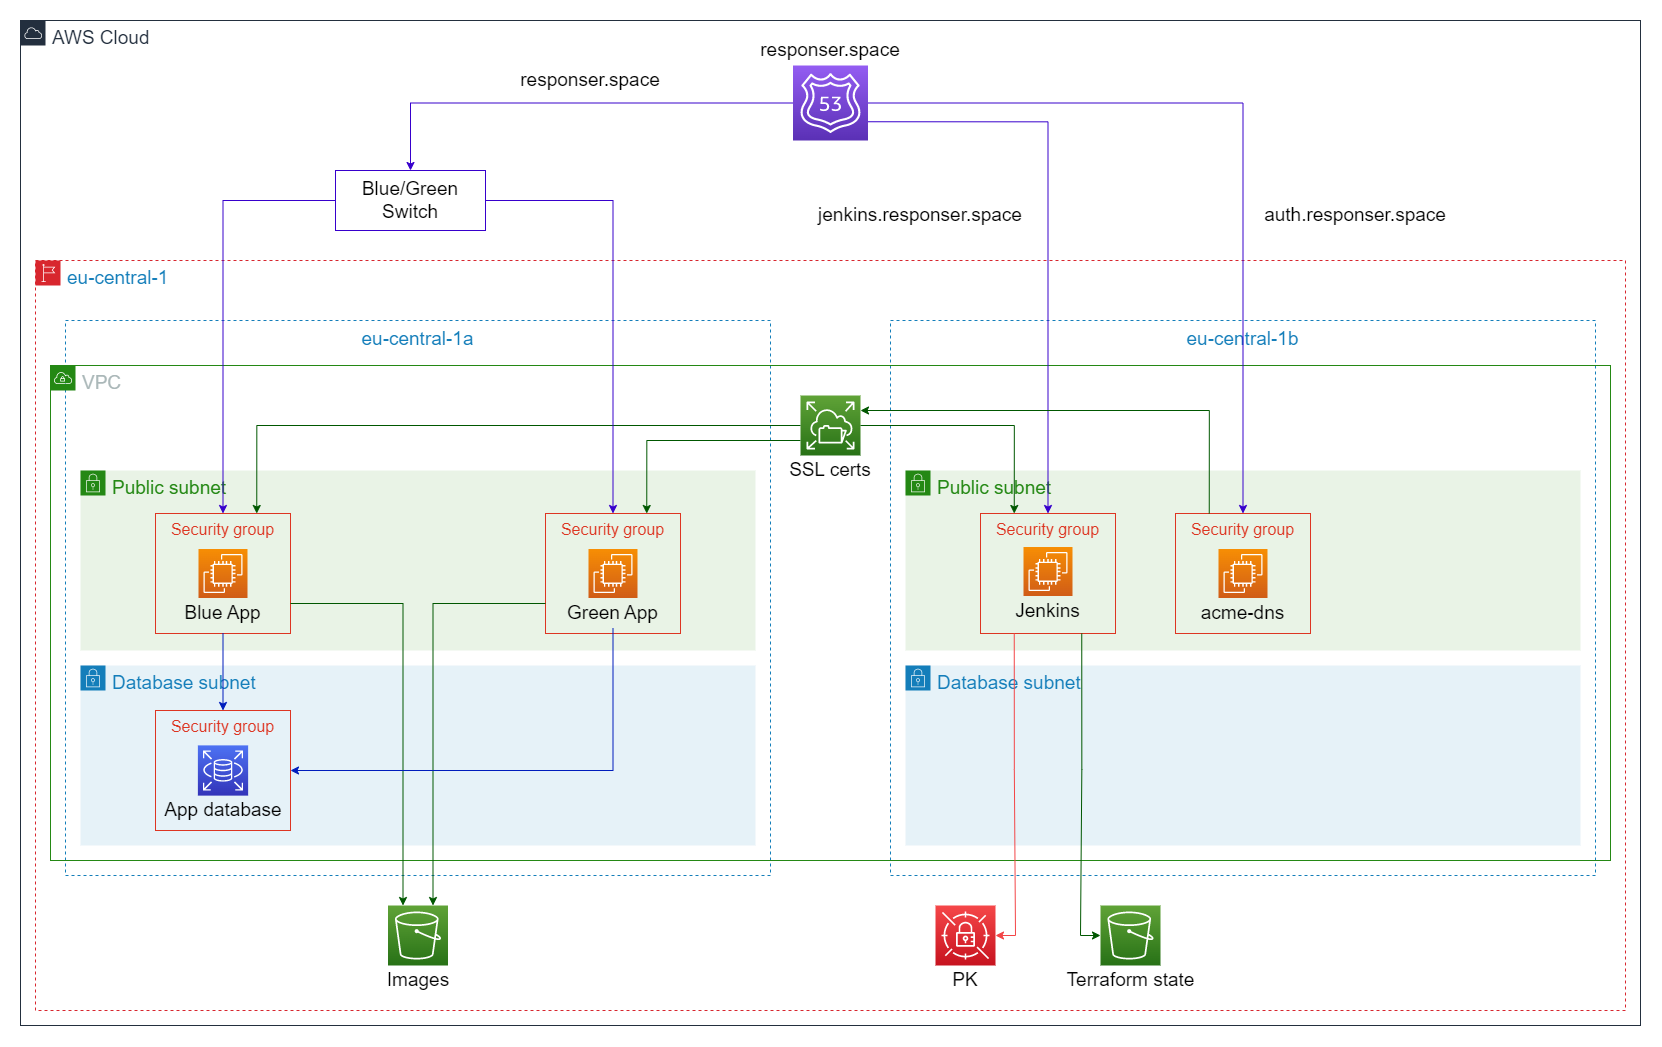 AWS Cloud
responser.space
responser.space
53
Blue/Green
Switch
jenkins.responser.space
auth.responser.space
eu-central-1
eu-central-1a
eu-central-1b
VPC
SSL certs
Public subnet
Public subnet
Security group
Security group
Security group
Security group
Blue App
Green App
Jenkins
acme-dns
Database subnet
Database subnet
Security group
App database
Images
PK
Terraform state